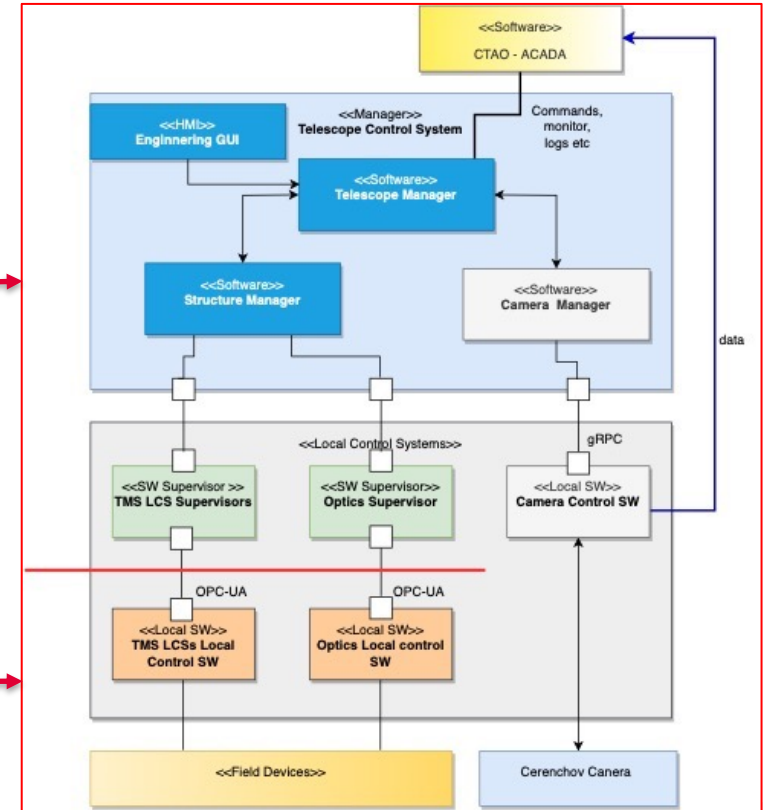 <<Software>>
CTAO - ACADA
<<HMI>>
Enginnering GUI
<<Manager>>
Telescope Control System
Commands,
monitor,
logs etc
<<Software>>
Telescope Manager
<<Software>>
Structure Manager
<<Software>>
Camera Manager
data
<<Local Control Systems>>
gRPC
<<SW Supervisor >>
TMS LCS Supervisors
<<SW Supervisor>>
Optics Supervisor
<<Local SW>>
Camera Control SW
OPC-UA
OPC-UA
<<Local SW>>
TMS LCSs Local
Control SW
<<Local SW>>
Optics Local control
SW
<<Field Devices>>
Cerenchov Canera